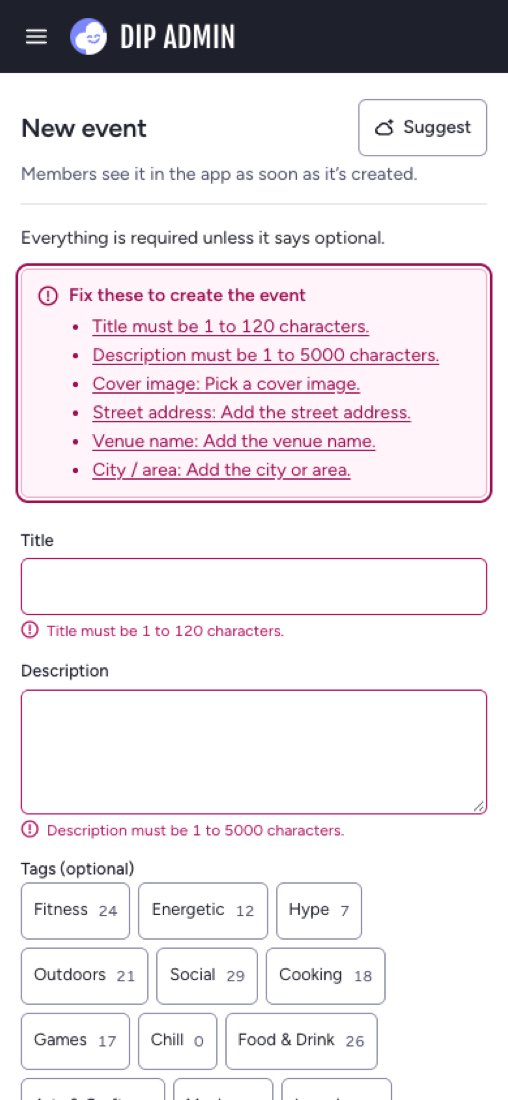 DIP ADMIN
New event
Suggest
Members see it in the app as soon as it’s created.
Everything is required unless it says optional.
Fix these to create the event
• Title must be 1 to 120 characters.
• Description must be 1 to 5000 characters.
• Cover image: Pick a cover image.
• Street address: Add the street address.
• Venue name: Add the venue name.
• City / area: Add the city or area.
Title
Title must be 1 to 120 characters.
Description
Description must be 1 to 5000 characters.
Tags (optional)
Fitness 24 Energetic 12 Hype 7
Outdoors 21 Social 29 Cooking 18
Games 17 Chill 0 Food & Drink 26